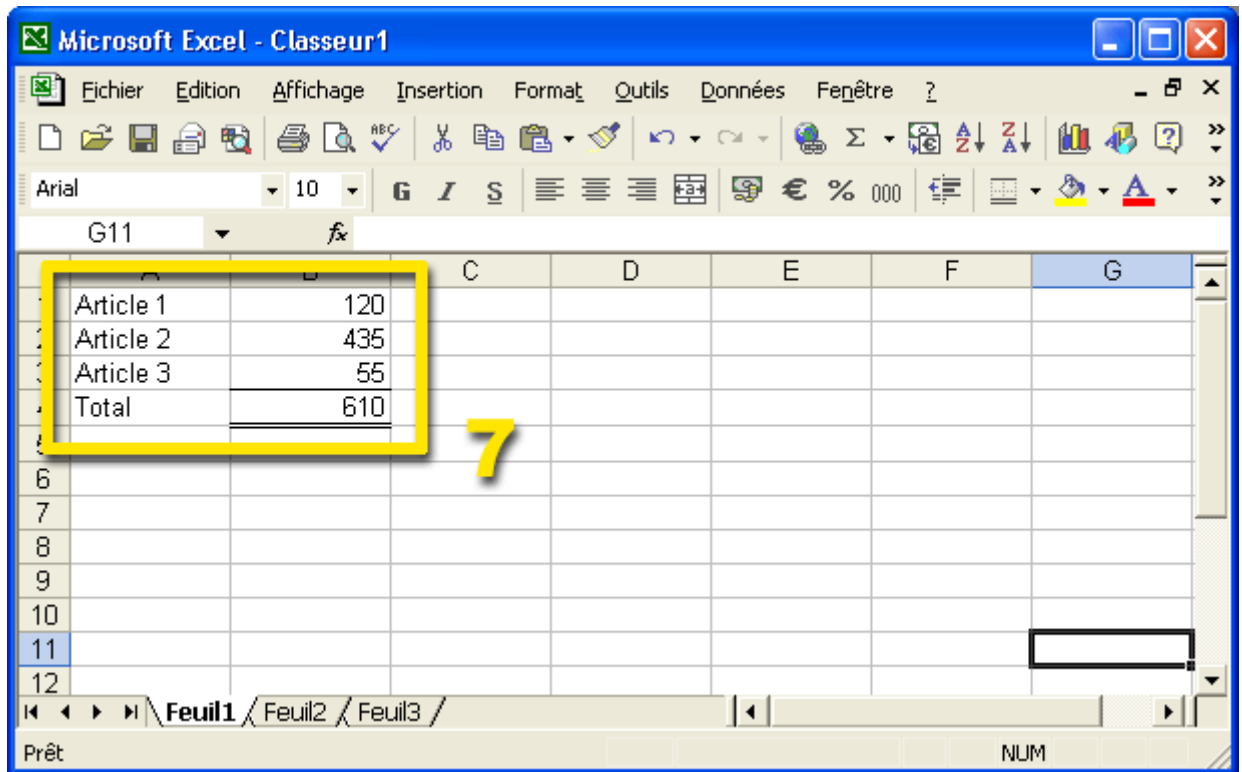 Microsoft Excel - Classeur1
Fichier Edition Affichage Insertion Format Outils Données Fenêtre ?
Arial 10 G I S € % 000 A
G11 fx
C D E F G
Article 1 120
Article 2 435
Article 3 55
Total 610
7
6
7
8
9
10
11
12
Feuil1 Feuil2 Feuil3
Prêt NUM